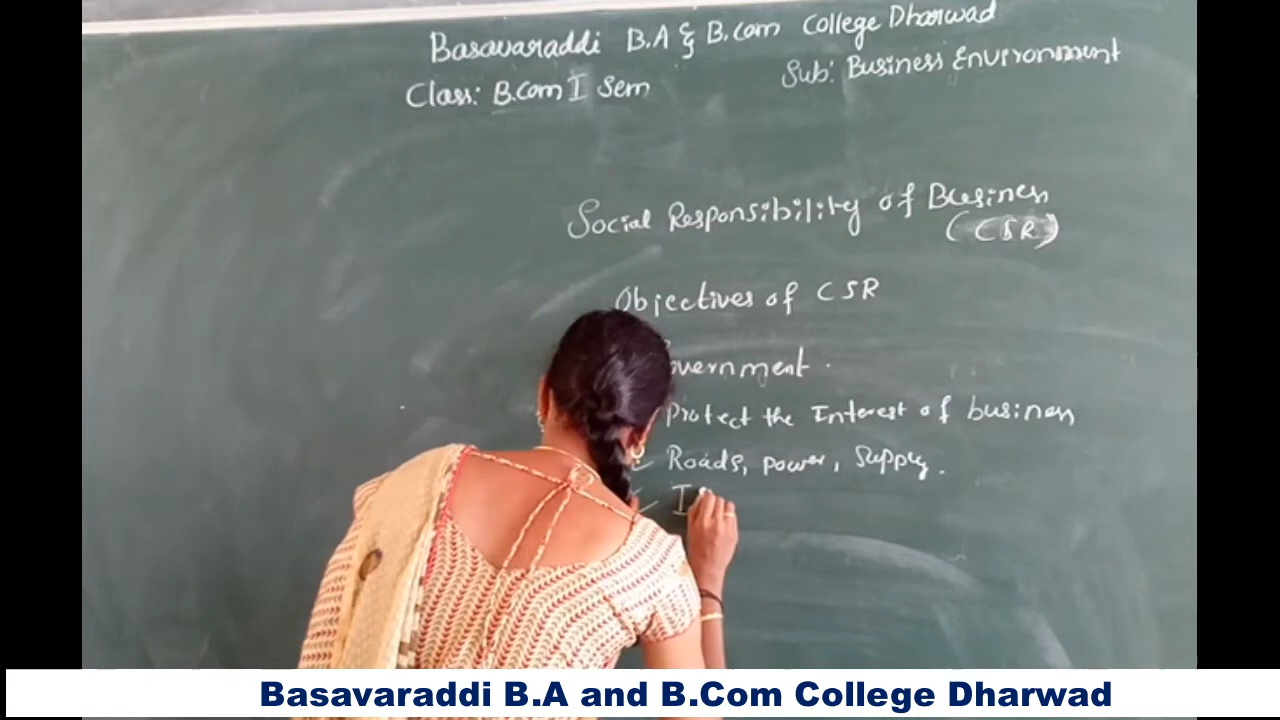 Basavaraddi B.A & B.Com College Dharwad
Class: B.Com I Sem Sub: Business Environment
Social Responsibility of Business
(CSR)
Objectives of CSR
overnment.
Protect the Interest of business
Roads, power, Supply.
I
Basavaraddi B.A and B.Com College Dharwad